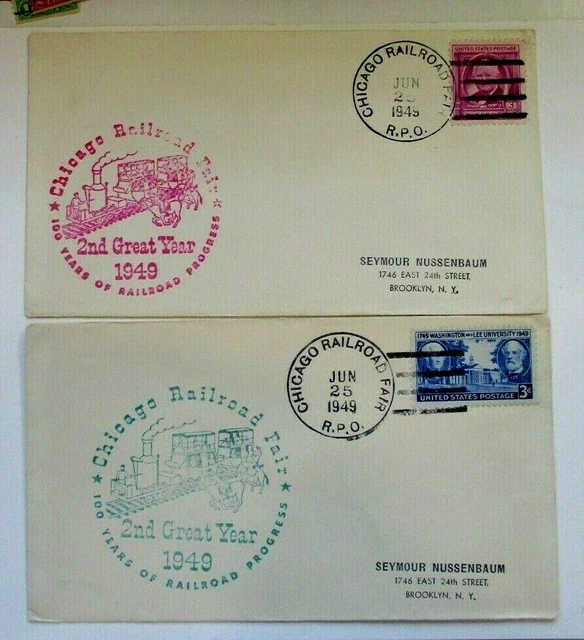 CHICAGO RAILROAD FAIR
JUN
25
1949
R.P.O.
UNITED STATES POSTAGE
3¢
Chicago Railroad Fair
2nd Great Year
1949
100 YEARS OF RAILROAD PROGRESS
SEYMOUR NUSSENBAUM
1746 EAST 24th STREET,
BROOKLYN, N. Y.
CHICAGO RAILROAD FAIR
JUN
25
1949
R.P.O.
1749 WASHINGTON AND LEE UNIVERSITY 1949
UNITED STATES POSTAGE 3¢
Chicago Railroad Fair
2nd Great Year
1949
100 YEARS OF RAILROAD PROGRESS
SEYMOUR NUSSENBAUM
1746 EAST 24th STREET,
BROOKLYN, N. Y.